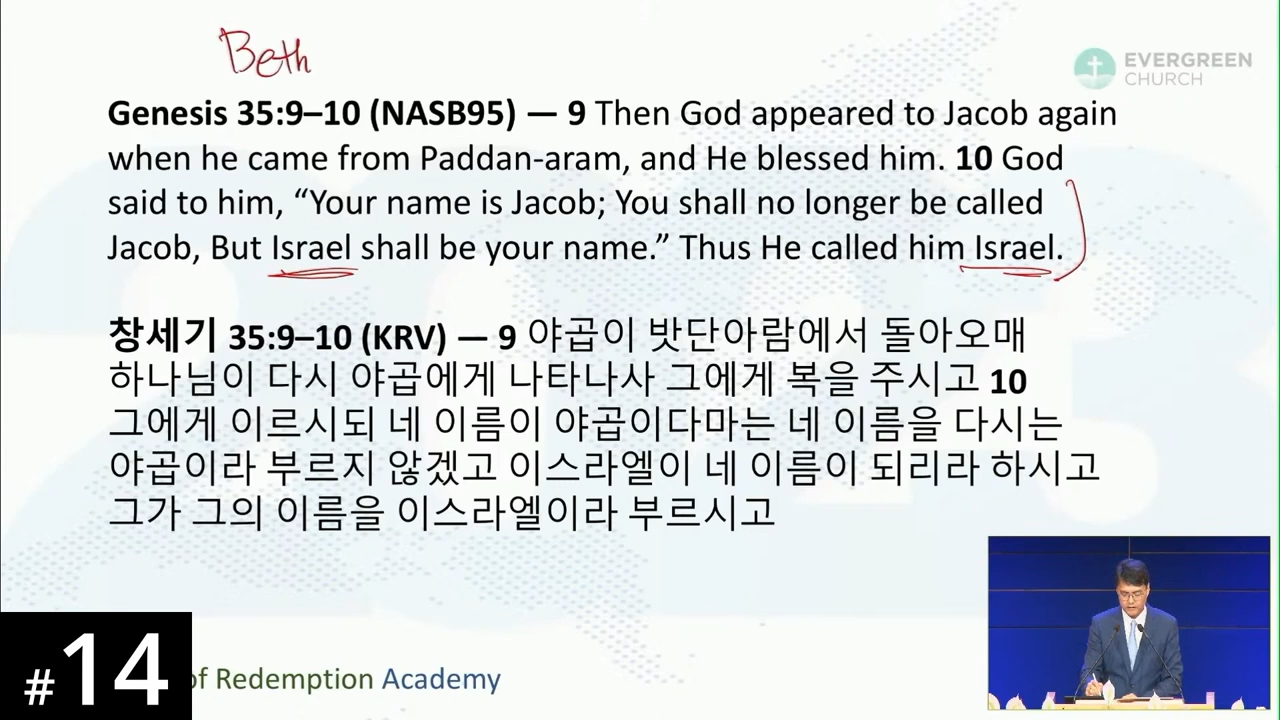 Beth
EVERGREEN
CHURCH
Genesis 35:9–10 (NASB95) — 9 Then God appeared to Jacob again
when he came from Paddan-aram, and He blessed him. 10 God
said to him, “Your name is Jacob; You shall no longer be called
Jacob, But Israel shall be your name.” Thus He called him Israel.
창세기 35:9–10 (KRV) — 9 야곱이 밧단아람에서 돌아오매
하나님이 다시 야곱에게 나타나사 그에게 복을 주시고 10
그에게 이르시되 네 이름이 야곱이다마는 네 이름을 다시는
야곱이라 부르지 않겠고 이스라엘이 네 이름이 되리라 하시고
그가 그의 이름을 이스라엘이라 부르시고
of Redemption Academy
#14